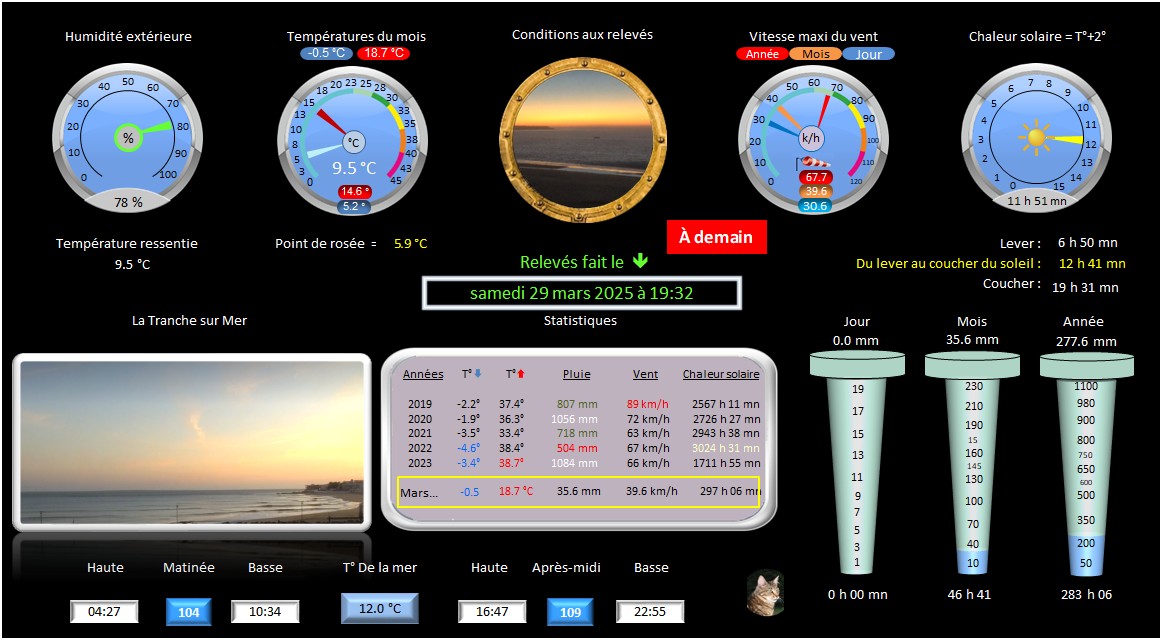 Humidité extérieure
Températures du mois
Conditions aux relevés
Vitesse maxi du vent
Chaleur solaire = T°+2°
-0.5 °C 18.7 °C
Année Mois Jour
0 10 20 30 40 50 60 70 80 90 100
%
78 %
0 3 5 8 10 13 15 18 20 23 25 28 30 33 35 38 40 43 45
°C
9.5 °C
14.6 °
5.2 °
0 10 20 30 40 50 60 70 80 90 100 110 120
k/h
67.7
39.6
30.6
0 1 2 3 4 5 6 7 8 9 10 11 12 13 14 15
11 h 51 mn
Température ressentie
9.5 °C
Point de rosée = 5.9 °C
À demain
Relevés fait le
samedi 29 mars 2025 à 19:32
Lever : 6 h 50 mn
Du lever au coucher du soleil : 12 h 41 mn
Coucher : 19 h 31 mn
La Tranche sur Mer
Statistiques
Années T° T° Pluie Vent Chaleur solaire
2019 -2.2° 37.4° 807 mm 89 km/h 2567 h 11 mn
2020 -1.9° 36.3° 1056 mm 72 km/h 2726 h 27 mn
2021 -3.5° 33.4° 718 mm 63 km/h 2943 h 38 mn
2022 -4.6° 38.4° 504 mm 67 km/h 3024 h 31 mn
2023 -3.4° 38.7° 1084 mm 66 km/h 1711 h 55 mn
Mars... -0.5 18.7 °C 35.6 mm 39.6 km/h 297 h 06 mn
Jour
0.0 mm
19
17
15
13
11
9
7
5
3
1
0 h 00 mn
Mois
35.6 mm
230
210
190
15
160
145
130
100
70
40
10
46 h 41
Année
277.6 mm
1100
980
900
800
750
650
600
500
350
200
50
283 h 06
Haute Matinée Basse
04:27 104 10:34
T° De la mer
12.0 °C
Haute Après-midi Basse
16:47 109 22:55